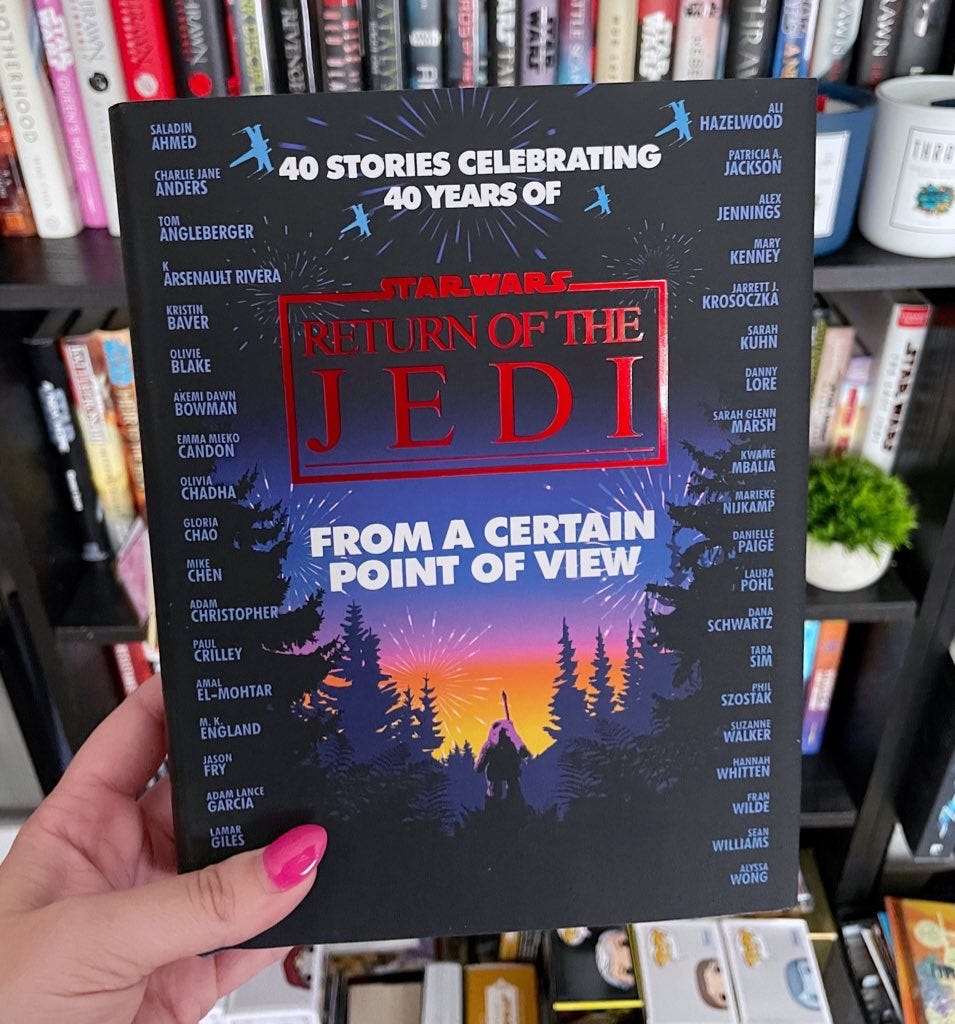 40 STORIES CELEBRATING
40 YEARS OF
STAR WARS
RETURN OF THE
JEDI
FROM A CERTAIN
POINT OF VIEW
SALADIN
AHMED
CHARLIE JANE
ANDERS
TOM
ANGLEBERGER
K
ARSENAULT RIVERA
KRISTIN
BAVER
OLIVIE
BLAKE
AKEMI DAWN
BOWMAN
EMMA MIEKO
CANDON
OLIVIA
CHADHA
GLORIA
CHAO
MIKE
CHEN
ADAM
CHRISTOPHER
PAUL
CRILLEY
AMAL
EL-MOHTAR
M. K.
ENGLAND
JASON
FRY
ADAM LANCE
GARCIA
LAMAR
GILES
ALI
HAZELWOOD
PATRICIA A.
JACKSON
ALEX
JENNINGS
MARY
KENNEY
JARRETT J.
KROSOCZKA
SARAH
KUHN
DANNY
LORE
SARAH GLENN
MARSH
KWAME
MBALIA
MARIEKE
NIJKAMP
DANIELLE
PAIGE
LAURA
POHL
DANA
SCHWARTZ
TARA
SIM
PHIL
SZOSTAK
SUZANNE
WALKER
HANNAH
WHITTEN
FRAN
WILDE
SEAN
WILLIAMS
ALYSSA
WONG
STAR WARS
THRA